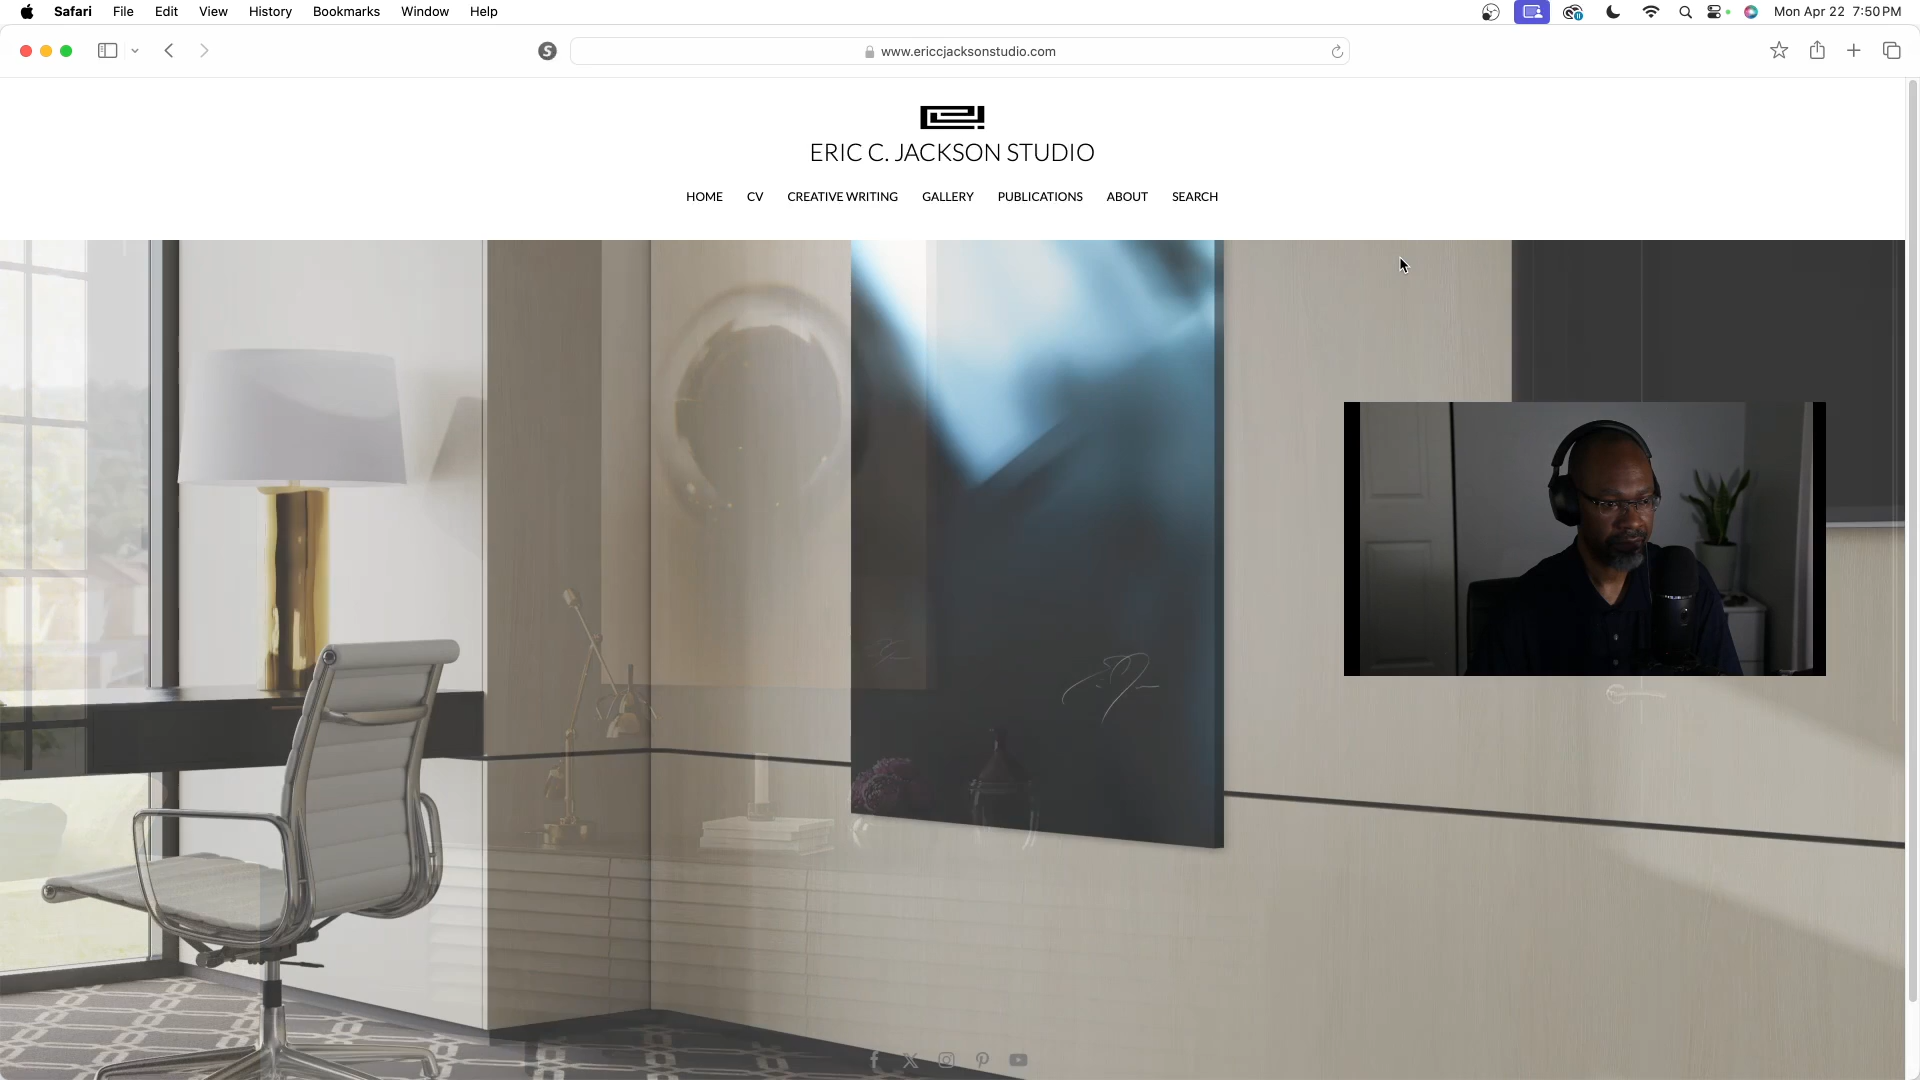 Safari File Edit View History Bookmarks Window Help
Mon Apr 22 7:50 PM
www.ericcjacksonstudio.com
ERIC C. JACKSON STUDIO
HOME CV CREATIVE WRITING GALLERY PUBLICATIONS ABOUT SEARCH